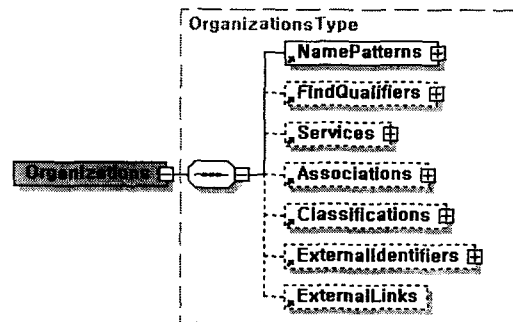 OrganizationsType
NamePatterns
FindQualifiers
Services
Organizations
Associations
Classifications
ExternalIdentifiers
ExternalLinks